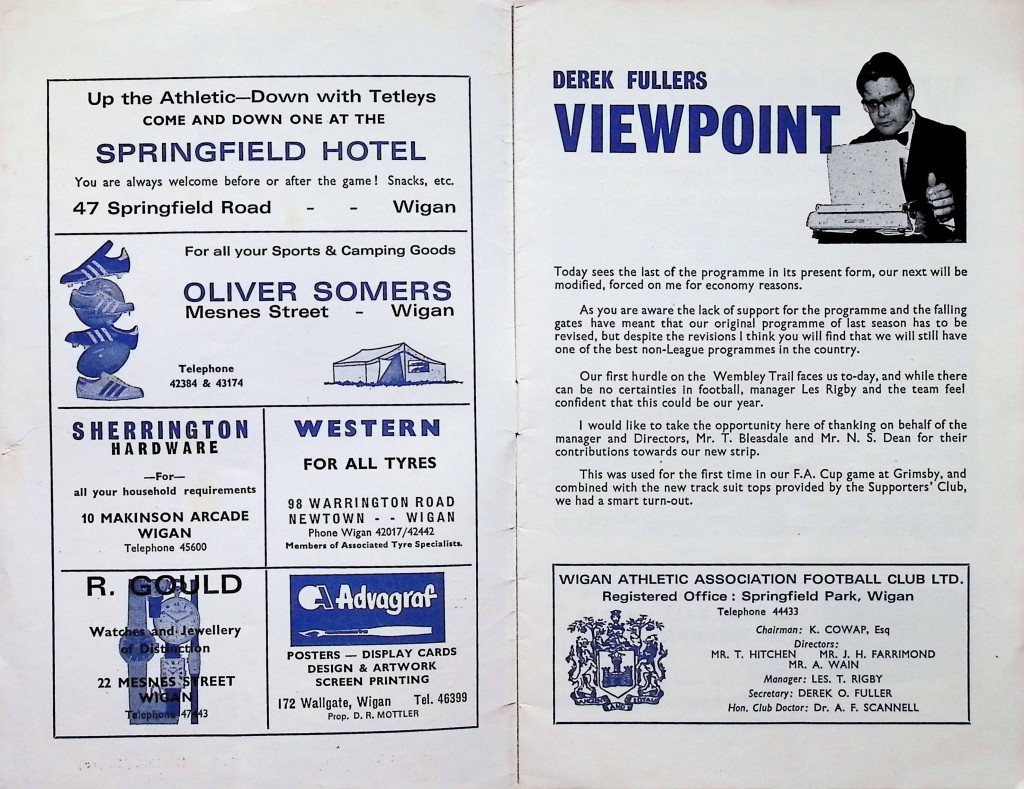 Up the Athletic—Down with Tetleys
COME AND DOWN ONE AT THE
SPRINGFIELD HOTEL
You are always welcome before or after the game! Snacks, etc.
47 Springfield Road - - Wigan
For all your Sports & Camping Goods
OLIVER SOMERS
Mesnes Street - Wigan
Telephone
42384 & 43174
SHERRINGTON
HARDWARE
—For—
all your household requirements
10 MAKINSON ARCADE
WIGAN
Telephone 45600
WESTERN
FOR ALL TYRES
98 WARRINGTON ROAD
NEWTOWN - - WIGAN
Phone Wigan 42017/42442
Members of Associated Tyre Specialists.
R. GOULD
Watches and Jewellery
of Distinction
22 MESNES STREET
WIGAN
Telephone 47443
Advagraf
POSTERS — DISPLAY CARDS
DESIGN & ARTWORK
SCREEN PRINTING
172 Wallgate, Wigan Tel. 46399
Prop. D. R. MOTTLER
DEREK FULLERS
VIEWPOINT
Today sees the last of the programme in its present form, our next will be
modified, forced on me for economy reasons.
As you are aware the lack of support for the programme and the falling
gates have meant that our original programme of last season has to be
revised, but despite the revisions I think you will find that we will still have
one of the best non-League programmes in the country.
Our first hurdle on the Wembley Trail faces us to-day, and while there
can be no certainties in football, manager Les Rigby and the team feel
confident that this could be our year.
I would like to take the opportunity here of thanking on behalf of the
manager and Directors, Mr. T. Bleasdale and Mr. N. S. Dean for their
contributions towards our new strip.
This was used for the first time in our F.A. Cup game at Grimsby, and
combined with the new track suit tops provided by the Supporters' Club,
we had a smart turn-out.
WIGAN ATHLETIC ASSOCIATION FOOTBALL CLUB LTD.
Registered Office : Springfield Park, Wigan
Telephone 44433
Chairman: K. COWAP, Esq
Directors:
MR. T. HITCHEN MR. J. H. FARRIMOND
MR. A. WAIN
Manager: LES. T. RIGBY
Secretary: DEREK O. FULLER
Hon. Club Doctor: Dr. A. F. SCANNELL
ANCIENT AND LOYAL